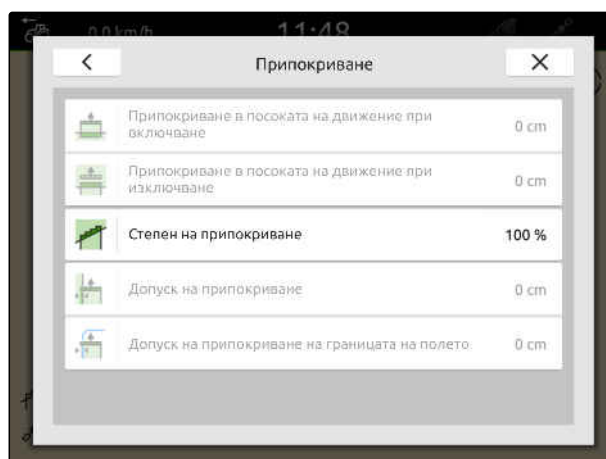 0.0 km/h
11:48
Припокриване
Припокриване в посоката на движение при
включване
0 cm
Припокриване в посоката на движение при
изключване
0 cm
Степен на припокриване
100 %
Допуск на припокриване
0 cm
Допуск на припокриване на границата на полето
0 cm